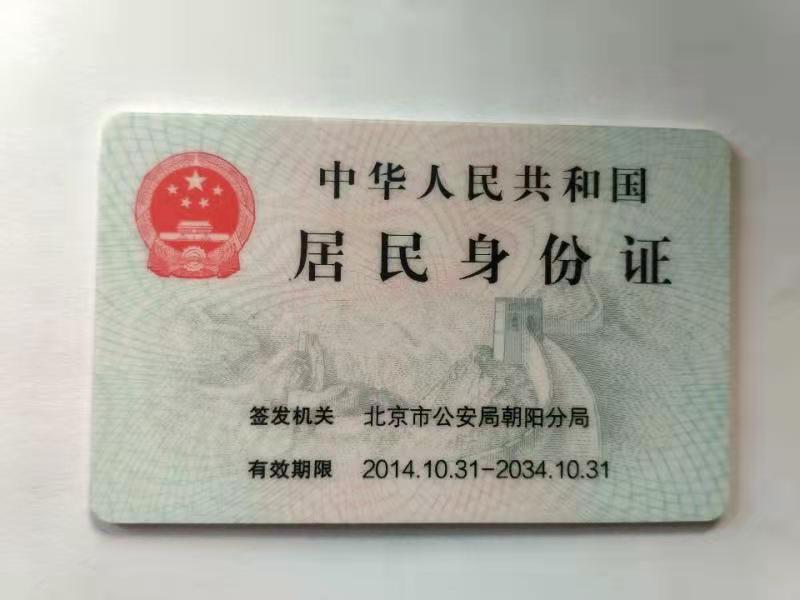 中华人民共和国
居民身份证
签发机关 北京市公安局朝阳分局
有效期限 2014.10.31-2034.10.31